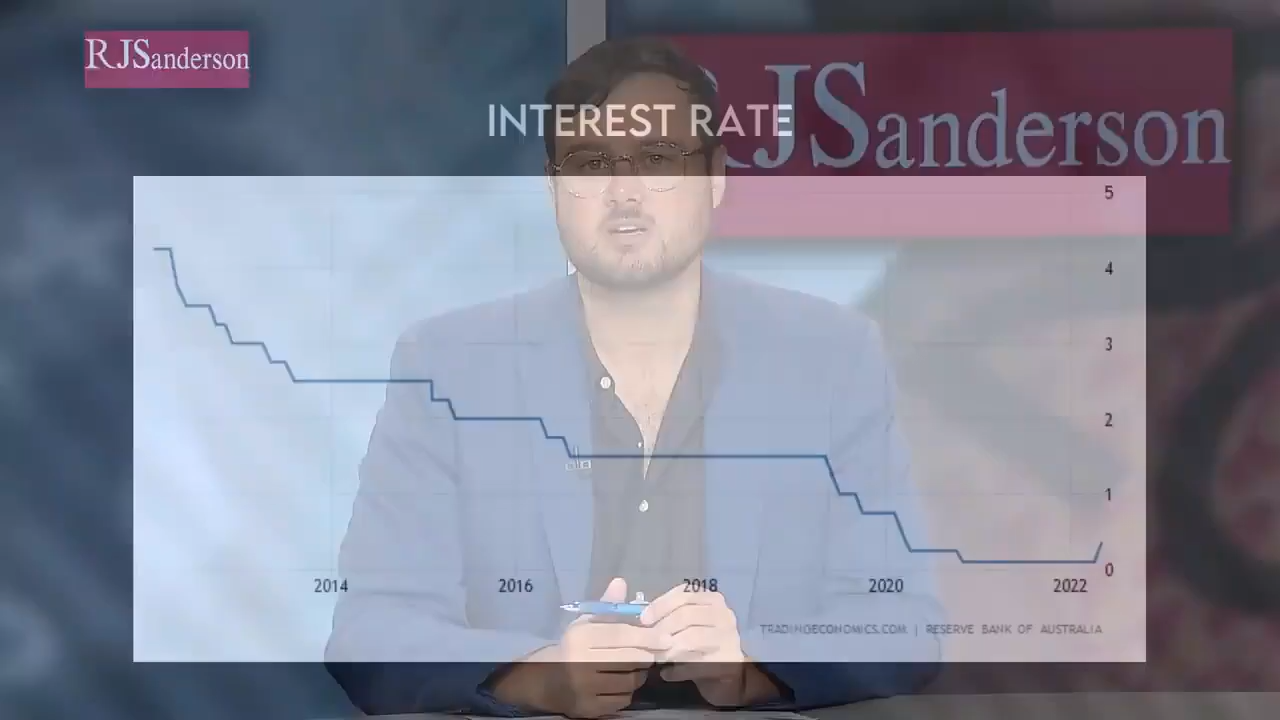 RJSanderson
INTEREST RATE
RJSanderson
5
4
3
2
1
0
2014 2016 2018 2020 2022
TRADINGECONOMICS.COM | RESERVE BANK OF AUSTRALIA